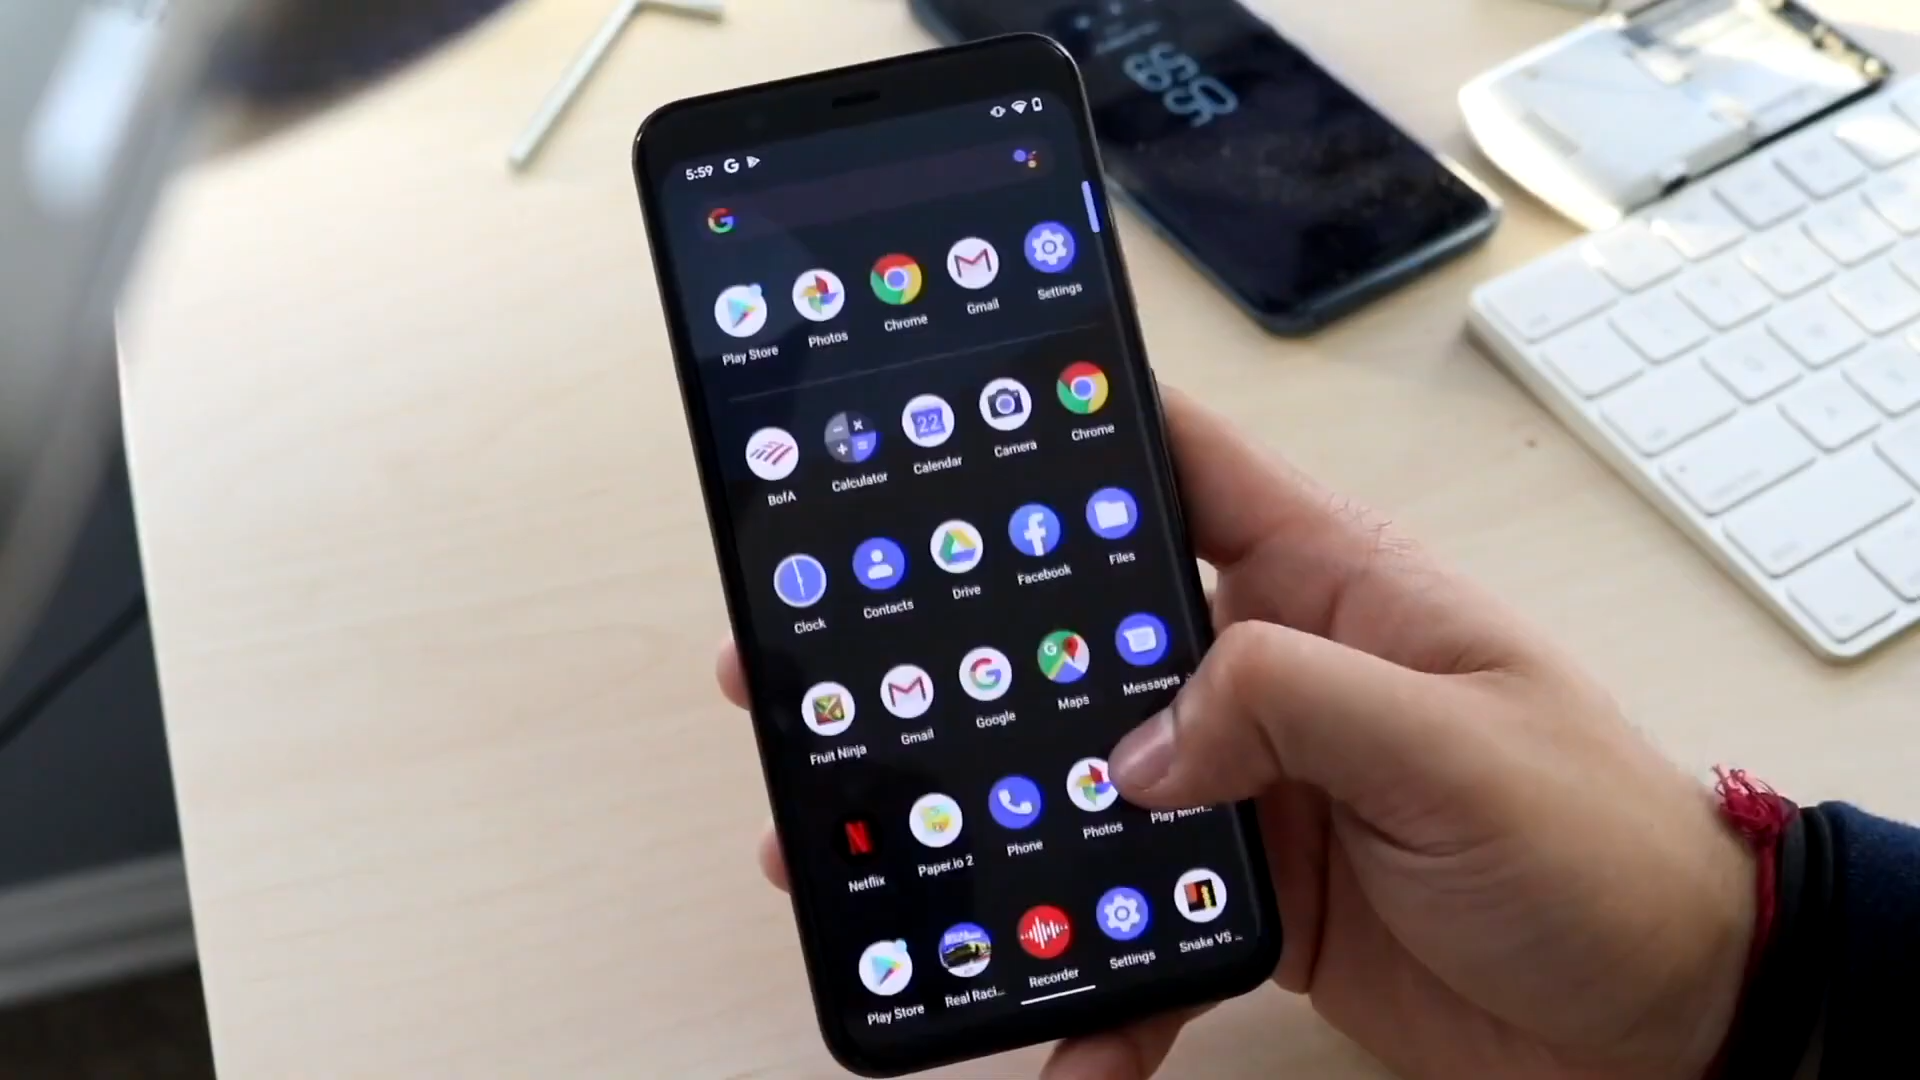 5:59 G
G
Play Store Photos Chrome Gmail Settings
22
BofA Calculator Calendar Camera Chrome
Clock Contacts Drive Facebook Files
G
Fruit Ninja Gmail Google Maps Messages
N
Netflix Paper.io 2 Phone Photos Play Movi...
Play Store Real Raci... Recorder Settings Snake VS ...